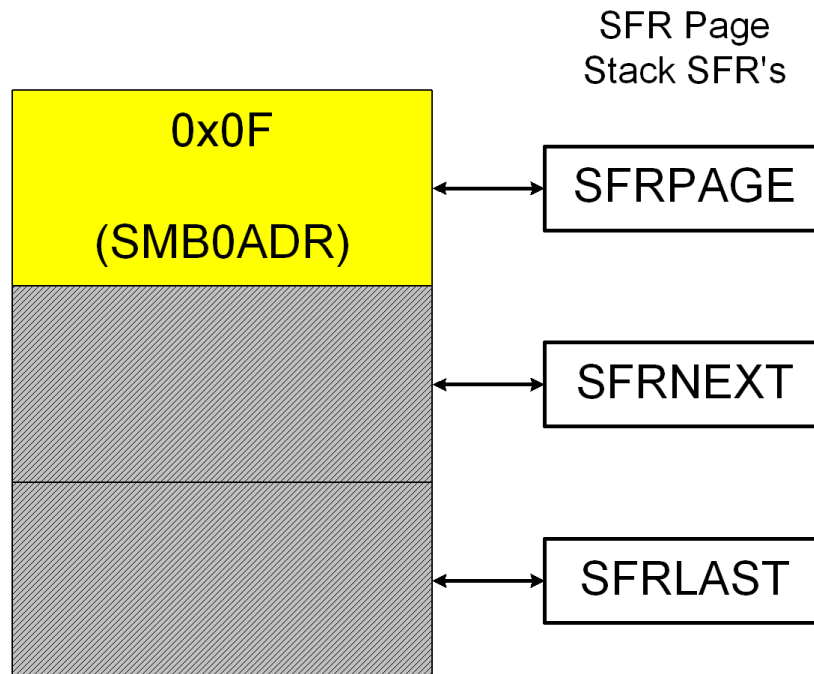 SFR Page
Stack SFR's
0x0F
(SMB0ADR)
SFRPAGE
SFRNEXT
SFRLAST